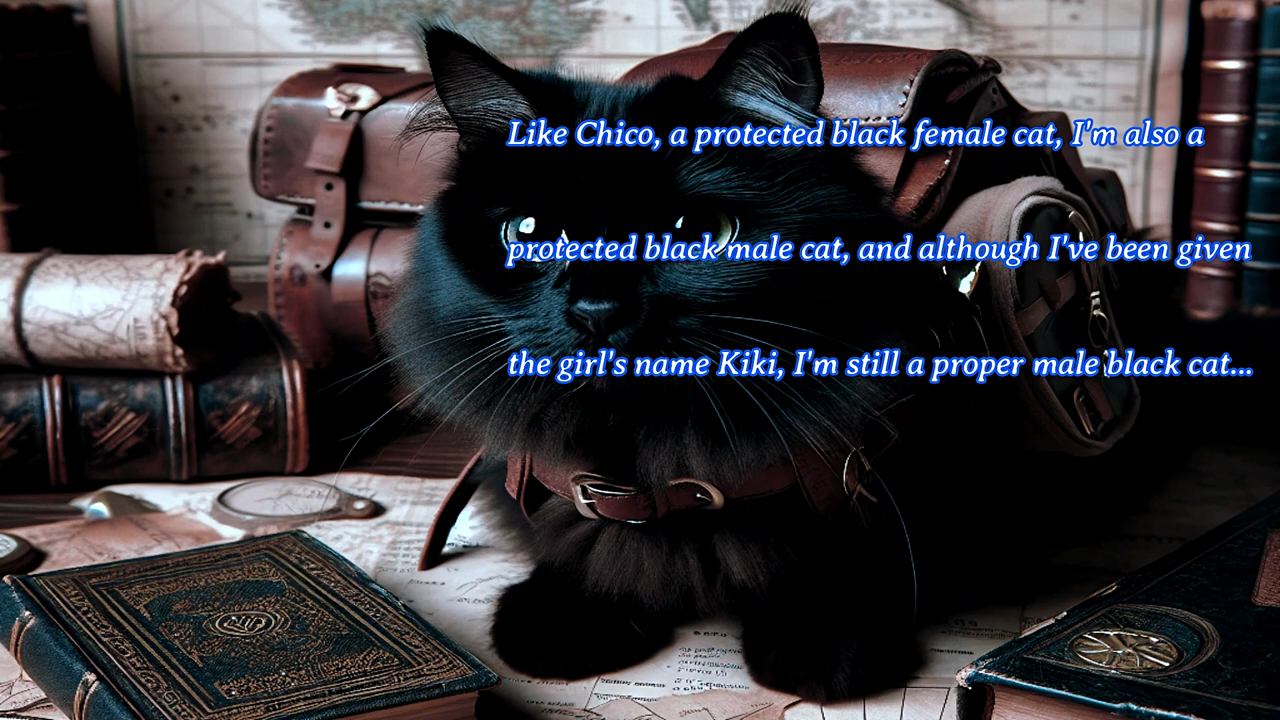 Like Chico, a protected black female cat, I'm also a
protected black male cat, and although I've been given
the girl's name Kiki, I'm still a proper male black cat...